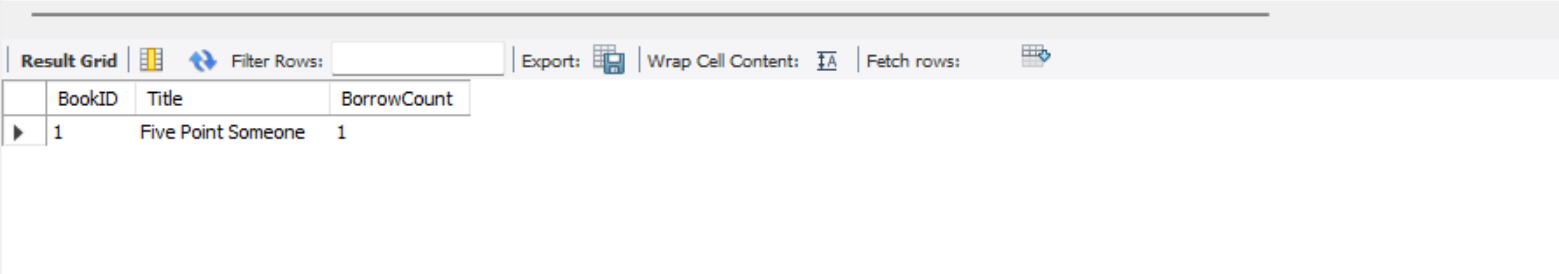 Result Grid Filter Rows: Export: Wrap Cell Content: Fetch rows:
BookID Title BorrowCount
1 Five Point Someone 1